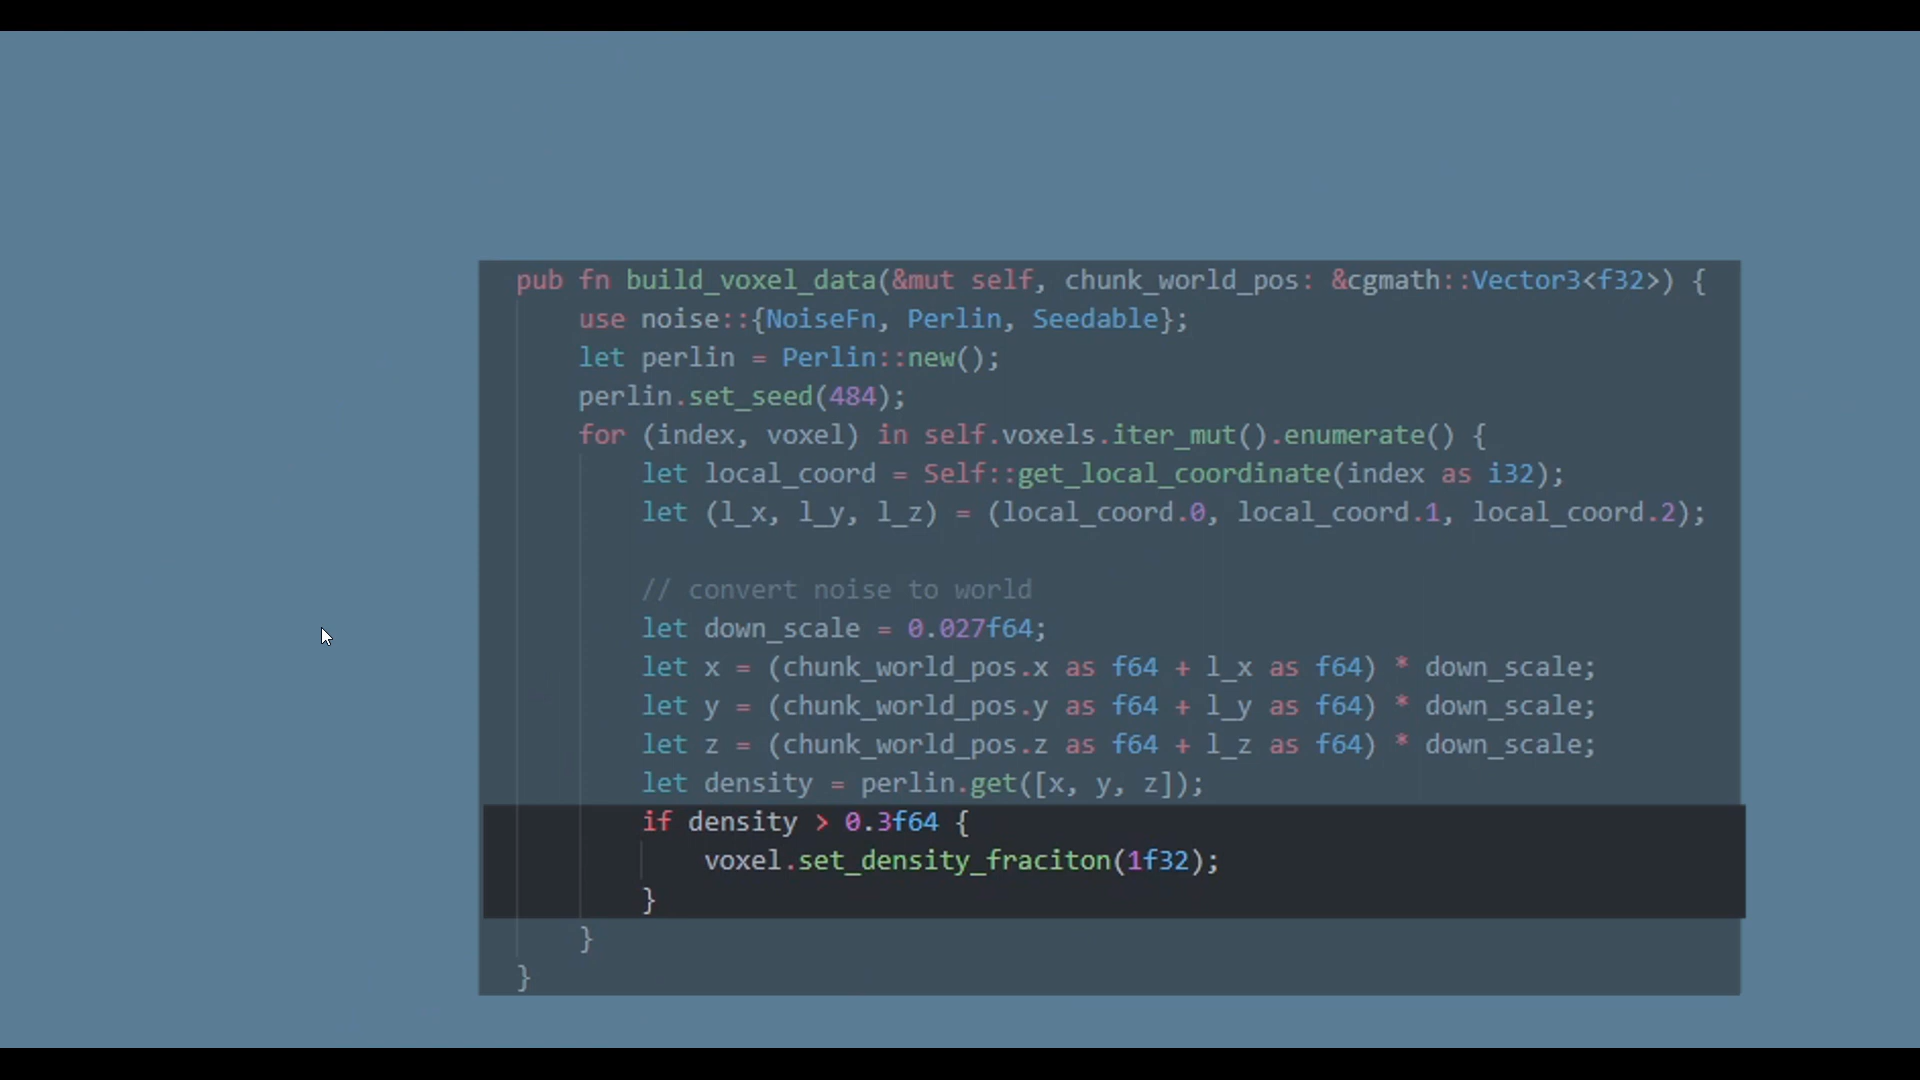 pub fn build_voxel_data(&mut self, chunk_world_pos: &cgmath::Vector3<f32>) {
use noise::{NoiseFn, Perlin, Seedable};
let perlin = Perlin::new();
perlin.set_seed(484);
for (index, voxel) in self.voxels.iter_mut().enumerate() {
let local_coord = Self::get_local_coordinate(index as i32);
let (l_x, l_y, l_z) = (local_coord.0, local_coord.1, local_coord.2);
// convert noise to world
let down_scale = 0.027f64;
let x = (chunk_world_pos.x as f64 + l_x as f64) * down_scale;
let y = (chunk_world_pos.y as f64 + l_y as f64) * down_scale;
let z = (chunk_world_pos.z as f64 + l_z as f64) * down_scale;
let density = perlin.get([x, y, z]);
if density > 0.3f64 {
voxel.set_density_fraciton(1f32);
}
}
}